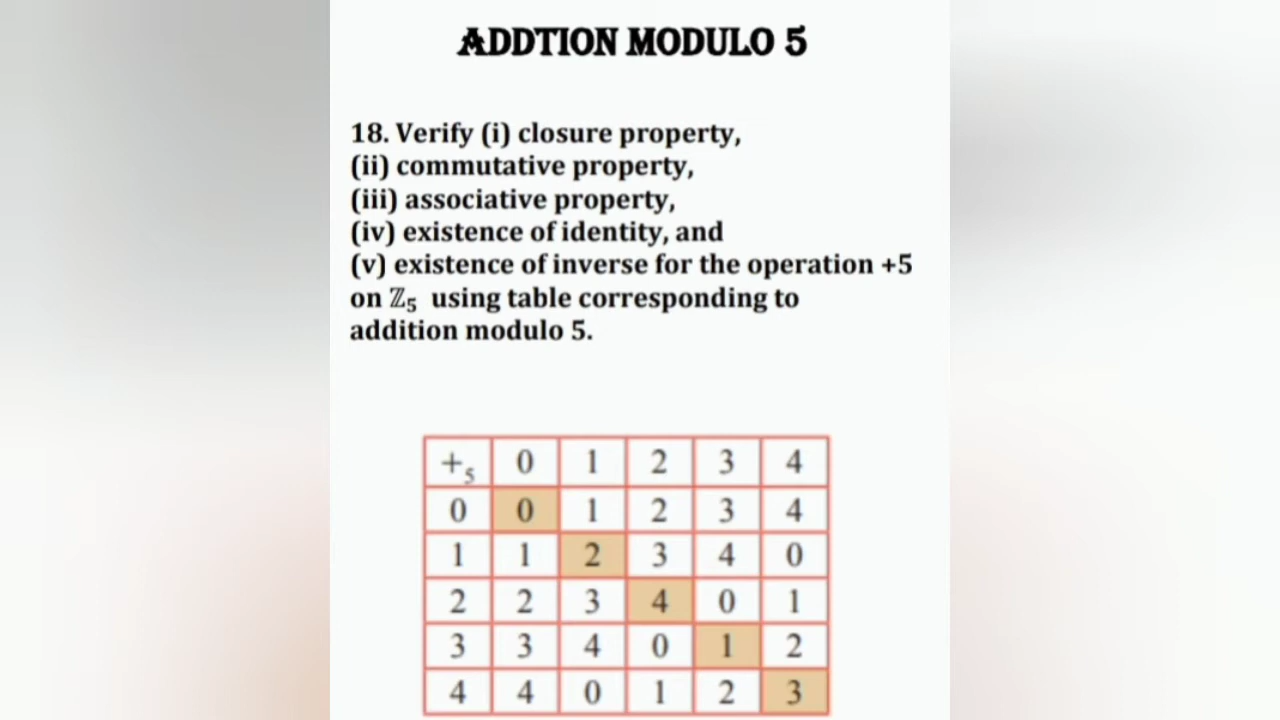 ADDTION MODULO 5
18. Verify (i) closure property,
(ii) commutative property,
(iii) associative property,
(iv) existence of identity, and
(v) existence of inverse for the operation +5
on ℤ₅ using table corresponding to
addition modulo 5.
+₅ 0 1 2 3 4
0 0 1 2 3 4
1 1 2 3 4 0
2 2 3 4 0 1
3 3 4 0 1 2
4 4 0 1 2 3